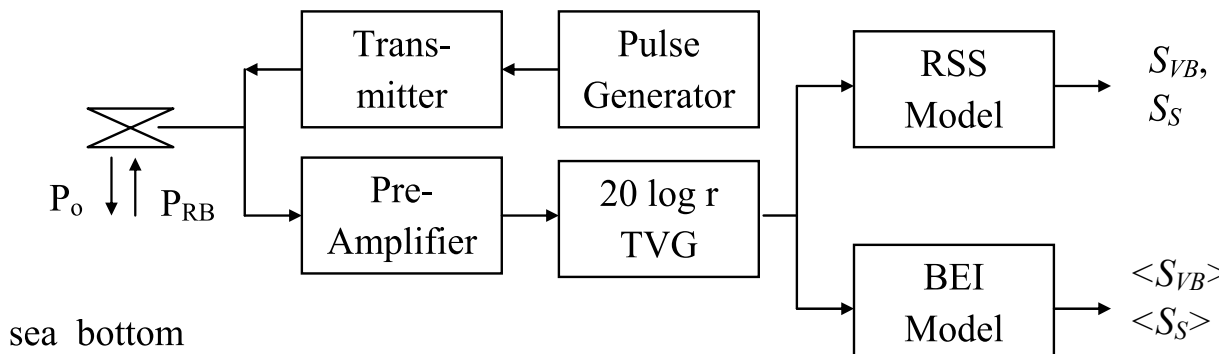 Trans-
mitter
Pulse
Generator
RSS
Model
S_VB,
S_S
P_o
P_RB
Pre-
Amplifier
20 log r
TVG
BEI
Model
<S_VB>
<S_S>
sea bottom